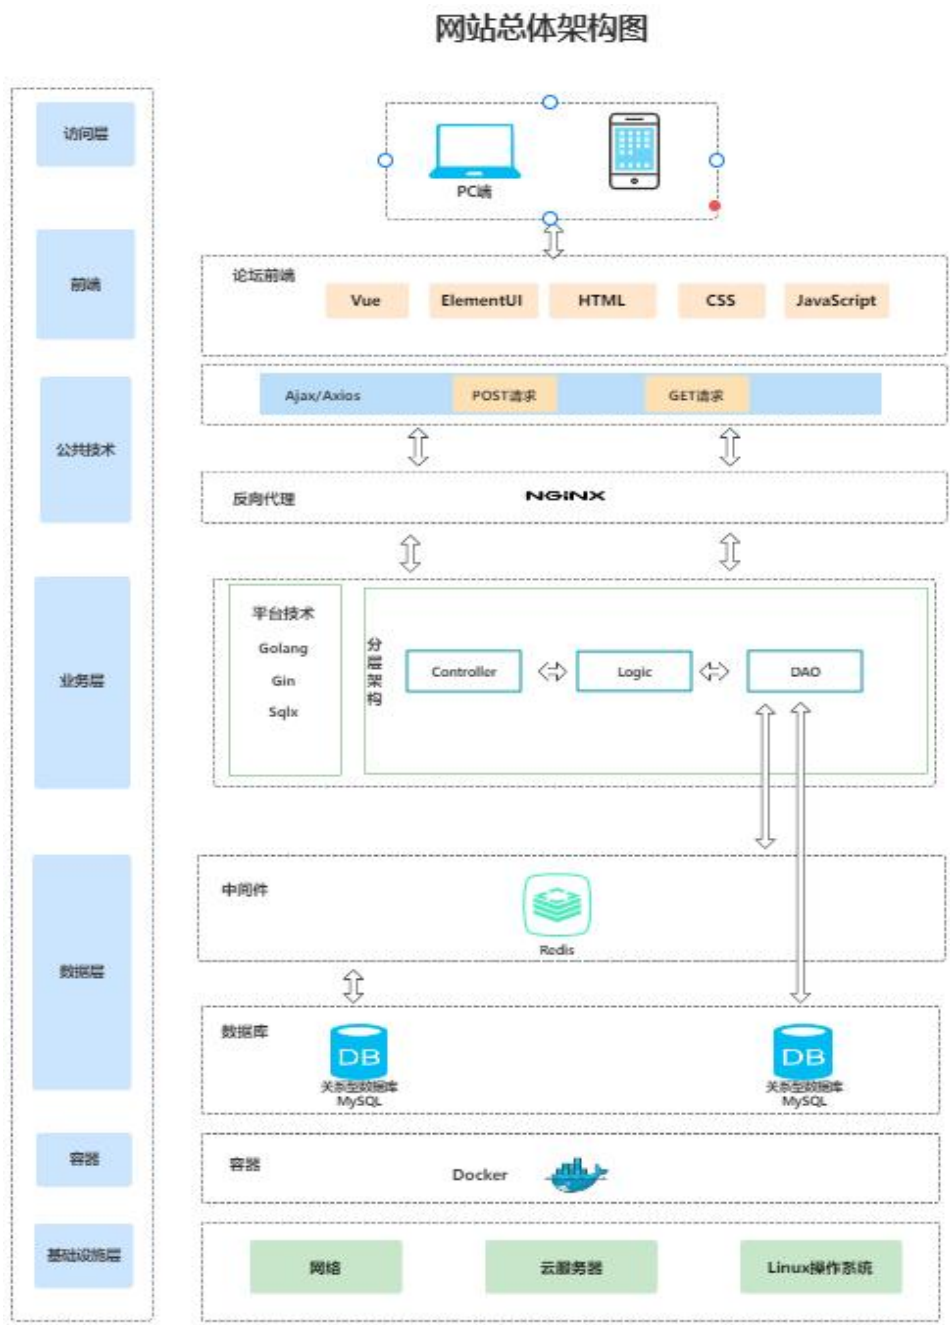 网站总体架构图
访问层
PC端
前端
论坛前端
Vue
ElementUI
HTML
CSS
JavaScript
公共技术
Ajax/Axios
POST请求
GET请求
反向代理
NGINX
业务层
平台技术
Golang
Gin
Sqlx
分层架构
Controller
Logic
DAO
数据层
中间件
Redis
数据库
DB
关系型数据库
MySQL
DB
关系型数据库
MySQL
容器
容器
Docker
基础设施层
网络
云服务器
Linux操作系统